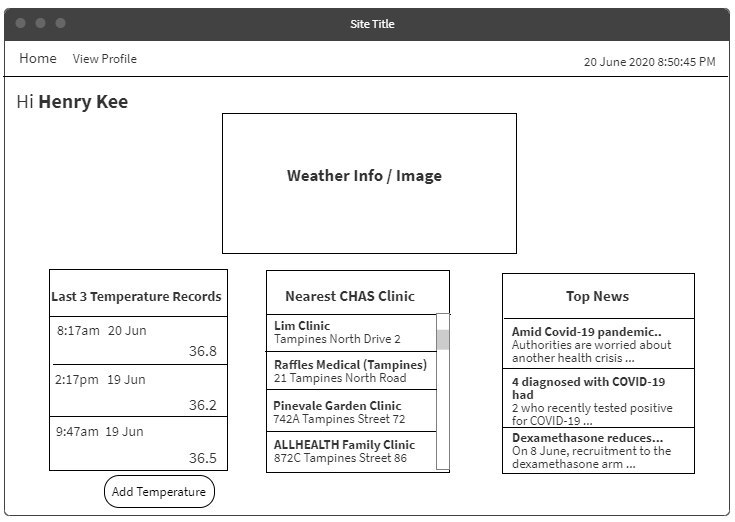 Site Title
Home View Profile
20 June 2020 8:50:45 PM
Hi Henry Kee
Weather Info / Image
Last 3 Temperature Records
8:17am 20 Jun
36.8
2:17pm 19 Jun
36.2
9:47am 19 Jun
36.5
Add Temperature
Nearest CHAS Clinic
Lim Clinic
Tampines North Drive 2
Raffles Medical (Tampines)
21 Tampines North Road
Pinevale Garden Clinic
742A Tampines Street 72
ALLHEALTH Family Clinic
872C Tampines Street 86
Top News
Amid Covid-19 pandemic..
Authorities are worried about
another health crisis ...
4 diagnosed with COVID-19
had
2 who recently tested positive
for COVID-19 ...
Dexamethasone reduces...
On 8 June, recruitment to the
dexamethasone arm ...